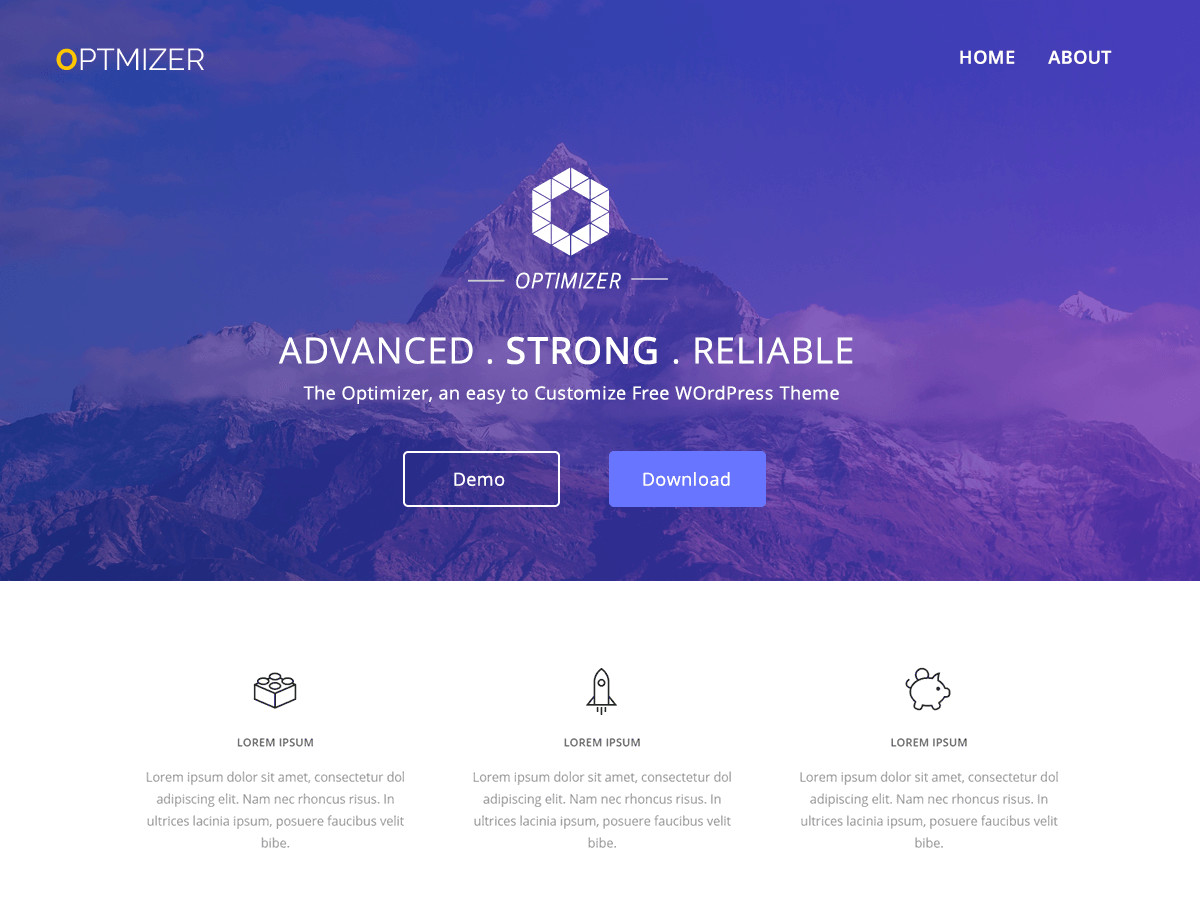 OPTMIZER
HOME ABOUT
OPTIMIZER
ADVANCED . STRONG . RELIABLE
The Optimizer, an easy to Customize Free WOrdPress Theme
Demo Download
LOREM IPSUM
Lorem ipsum dolor sit amet, consectetur dol
adipiscing elit. Nam nec rhoncus risus. In
ultrices lacinia ipsum, posuere faucibus velit
bibe.
LOREM IPSUM
Lorem ipsum dolor sit amet, consectetur dol
adipiscing elit. Nam nec rhoncus risus. In
ultrices lacinia ipsum, posuere faucibus velit
bibe.
LOREM IPSUM
Lorem ipsum dolor sit amet, consectetur dol
adipiscing elit. Nam nec rhoncus risus. In
ultrices lacinia ipsum, posuere faucibus velit
bibe.